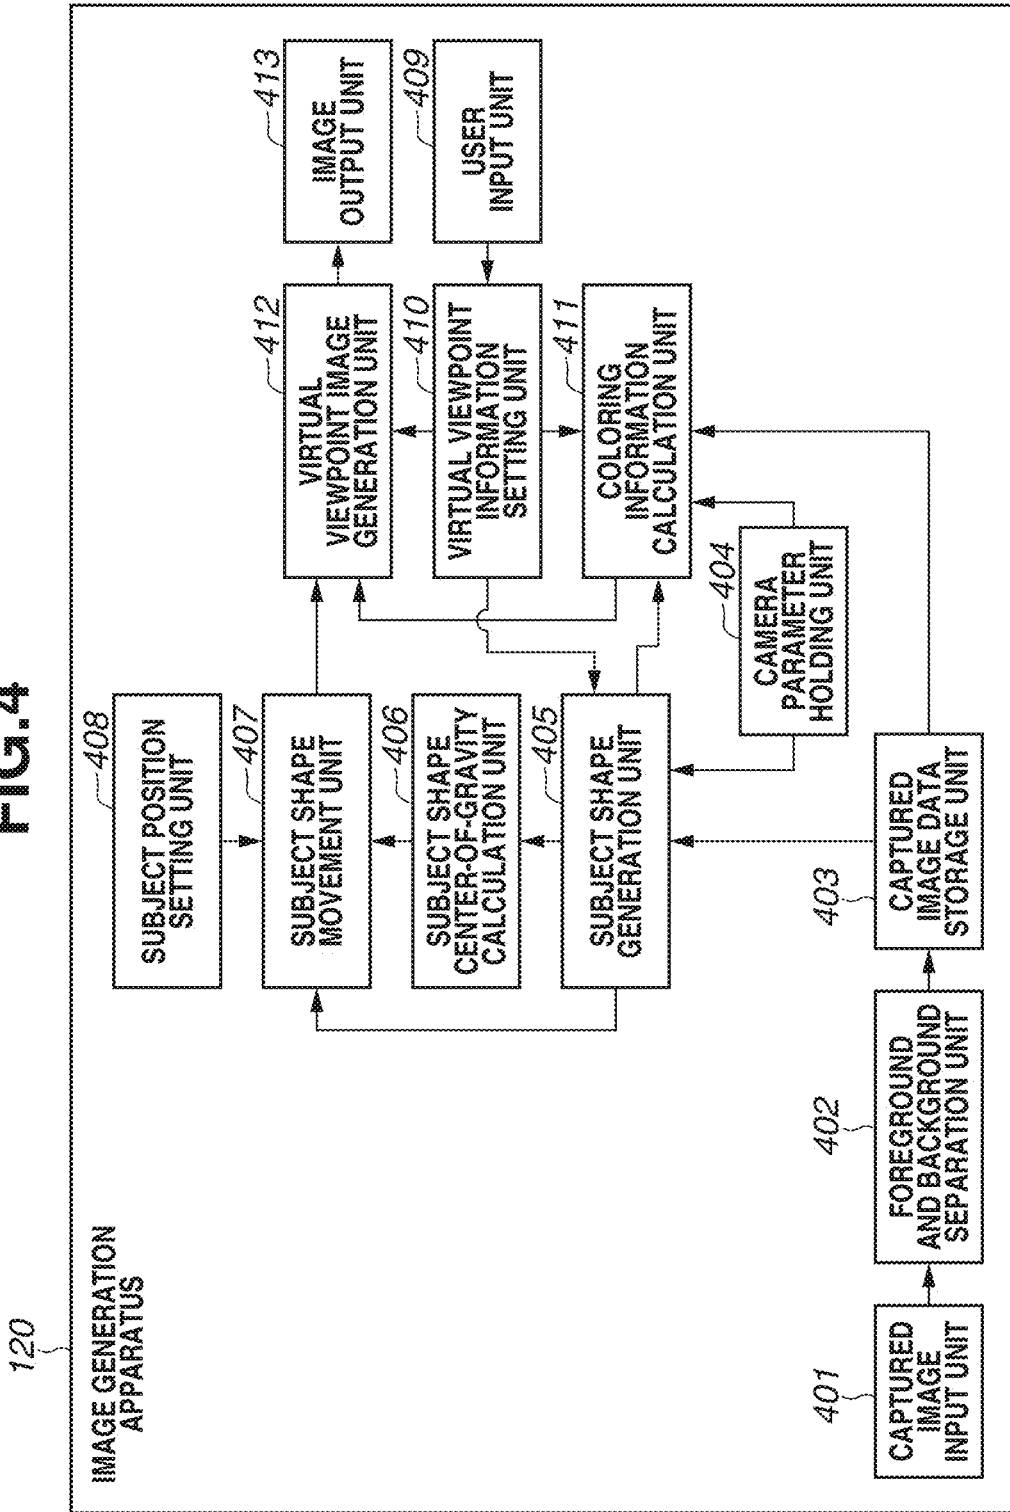 FIG.4
120
IMAGE GENERATION
APPARATUS
408
SUBJECT POSITION
SETTING UNIT
407
SUBJECT SHAPE
MOVEMENT UNIT
406
SUBJECT SHAPE
CENTER-OF-GRAVITY
CALCULATION UNIT
405
SUBJECT SHAPE
GENERATION UNIT
412
VIRTUAL
VIEWPOINT IMAGE
GENERATION UNIT
413
IMAGE
OUTPUT UNIT
410
VIRTUAL VIEWPOINT
INFORMATION
SETTING UNIT
409
USER
INPUT UNIT
411
COLORING
INFORMATION
CALCULATION UNIT
404
CAMERA
PARAMETER
HOLDING UNIT
401
CAPTURED
IMAGE
INPUT UNIT
402
FOREGROUND
AND BACKGROUND
SEPARATION UNIT
403
CAPTURED
IMAGE DATA
STORAGE UNIT